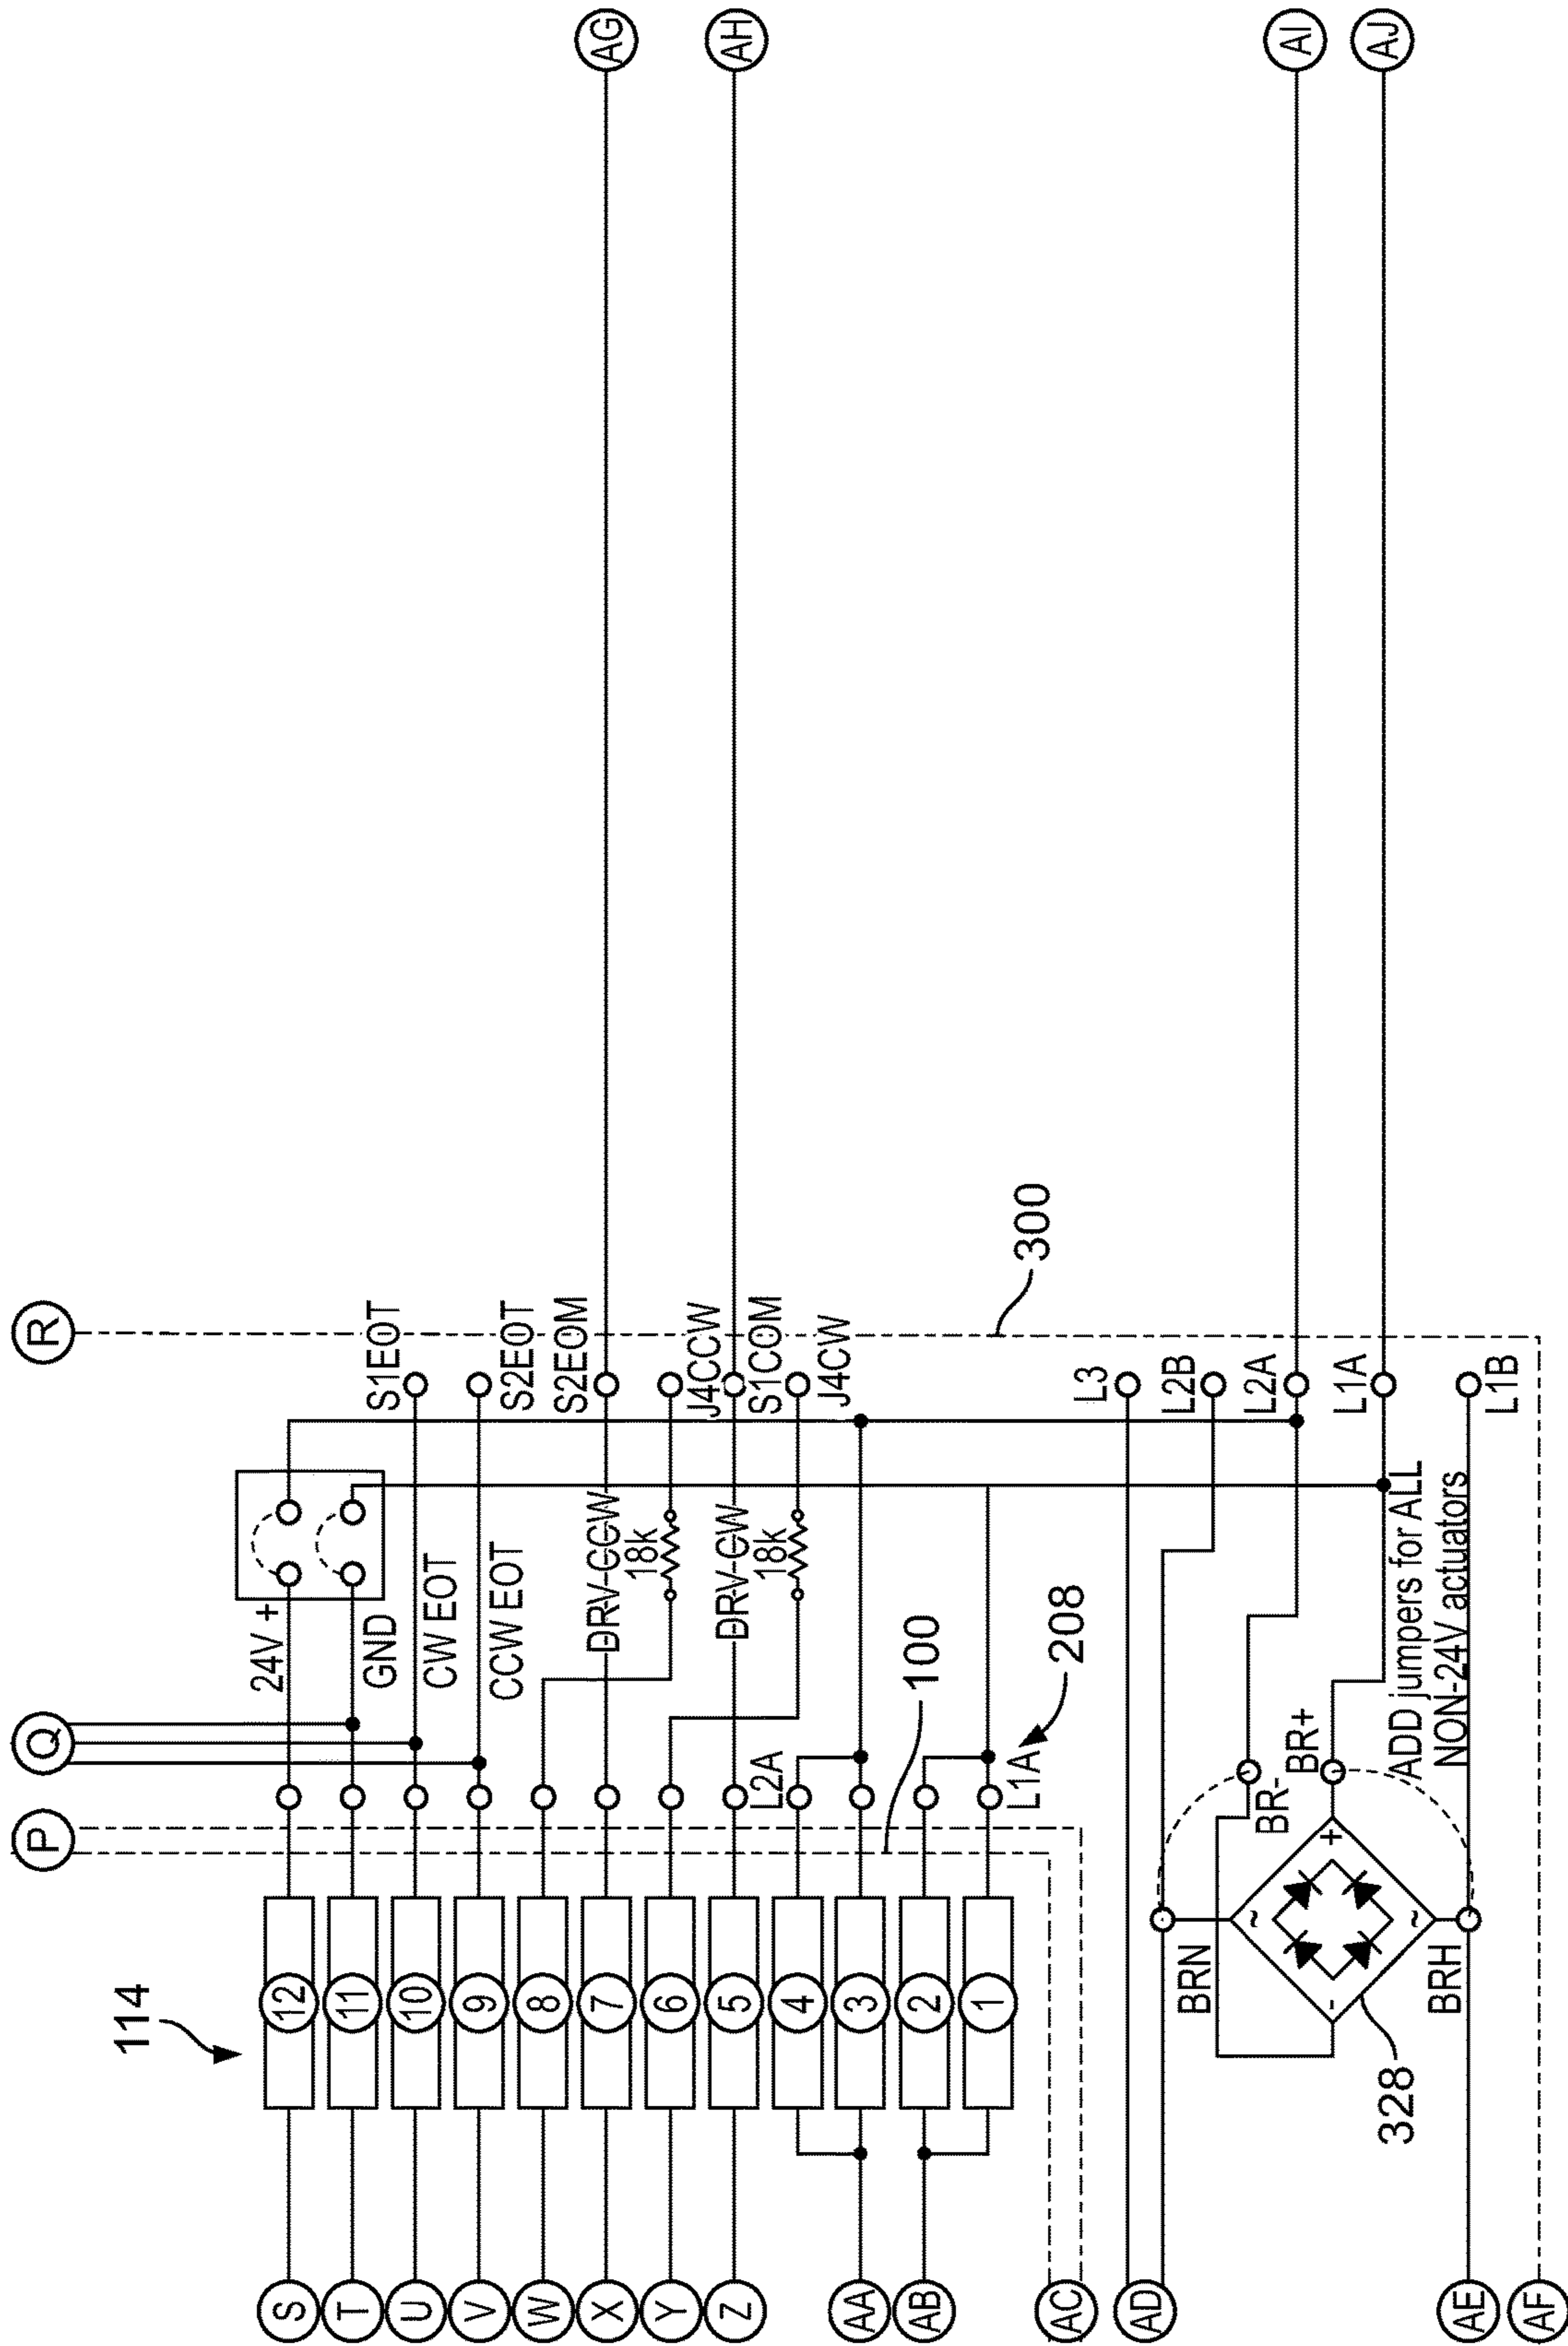 AG
AH
AI
AJ
R
300
S1EOT
S2EOT
S2EOM
J4CCW
S1COM
J4CW
L3
L2B
L2A
L1A
L1B
24V +
GND
CW EOT
CCW EOT
DRV-CCW
18k
DRV-CW
18k
ADD jumpers for ALL
NON-24V actuators
Q
P
L2A
L1A
208
100
BR-
BR+
114
12
11
10
9
8
7
6
5
4
3
2
1
BRN
BRH
~
+
~
-
328
S
T
U
V
W
X
Y
Z
AA
AB
AC
AD
AE
AF